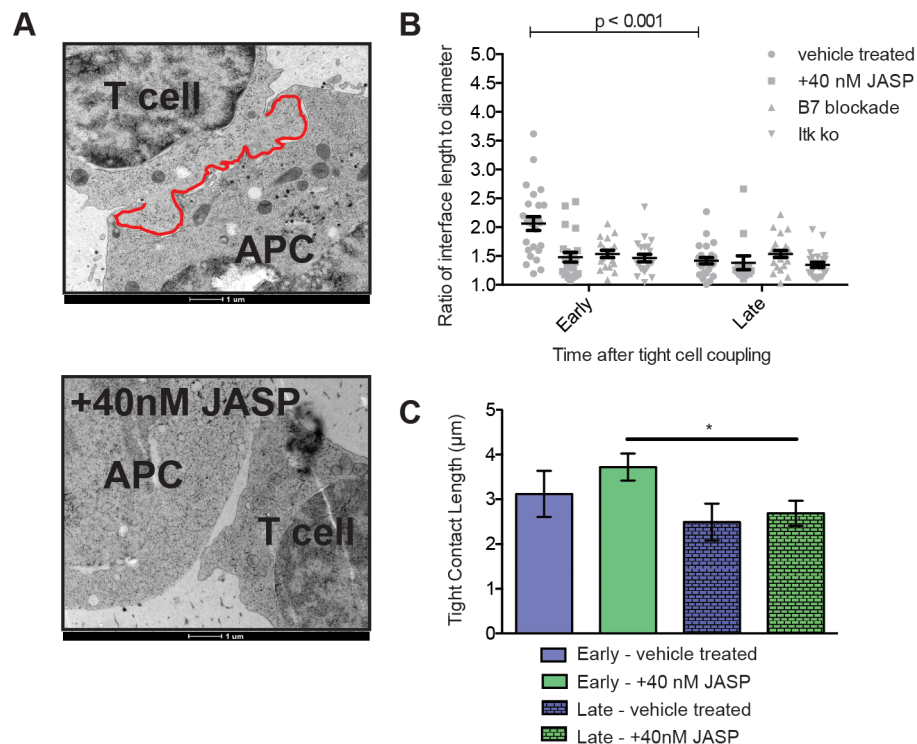 A
T cell
APC
1 um
+40nM JASP
APC
T cell
1 um
B
p < 0.001
vehicle treated
+40 nM JASP
B7 blockade
Itk ko
Ratio of interface length to diameter
5.0
4.5
4.0
3.5
3.0
2.5
2.0
1.5
1.0
Early
Late
Time after tight cell coupling
C
*
Tight Contact Length (µm)
5
4
3
2
1
0
Early - vehicle treated
Early - +40 nM JASP
Late - vehicle treated
Late - +40nM JASP